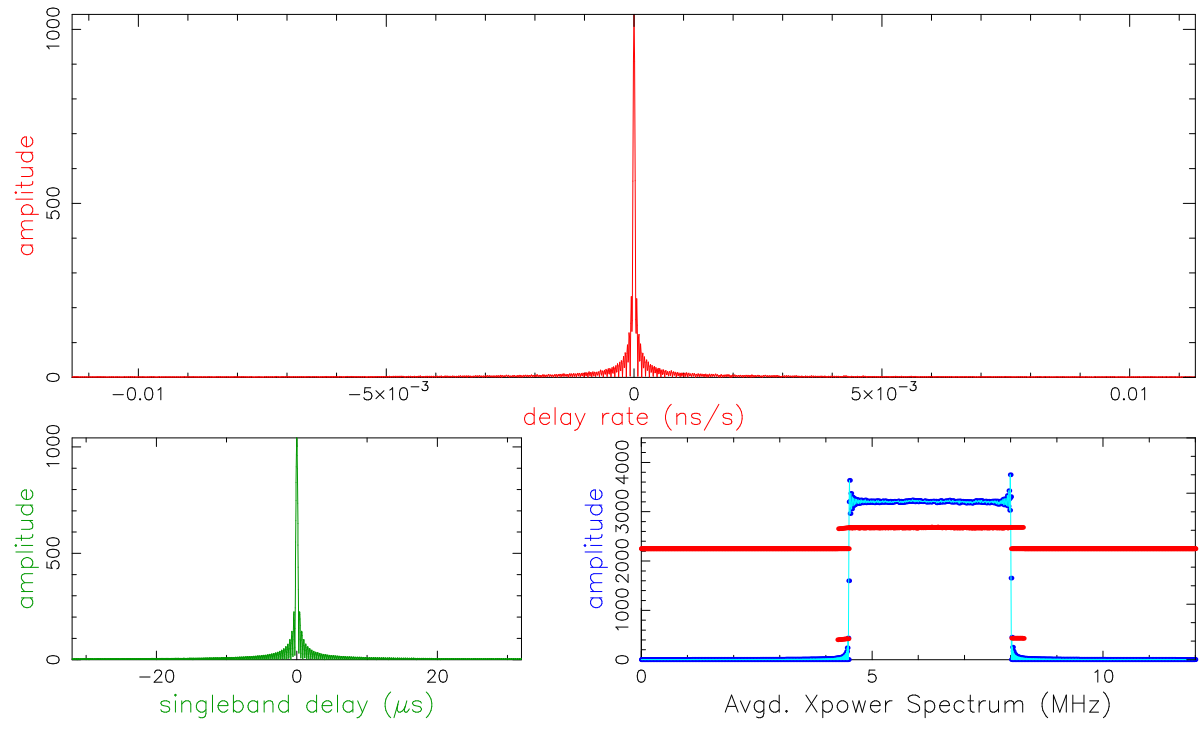 1000
500
0
amplitude
−0.01 −5×10⁻³ 0 5×10⁻³ 0.01
delay rate (ns/s)
1000
500
0
amplitude
−20 0 20
singleband delay (μs)
4000
3000
2000
1000
0
amplitude
0 5 10
Avgd. Xpower Spectrum (MHz)